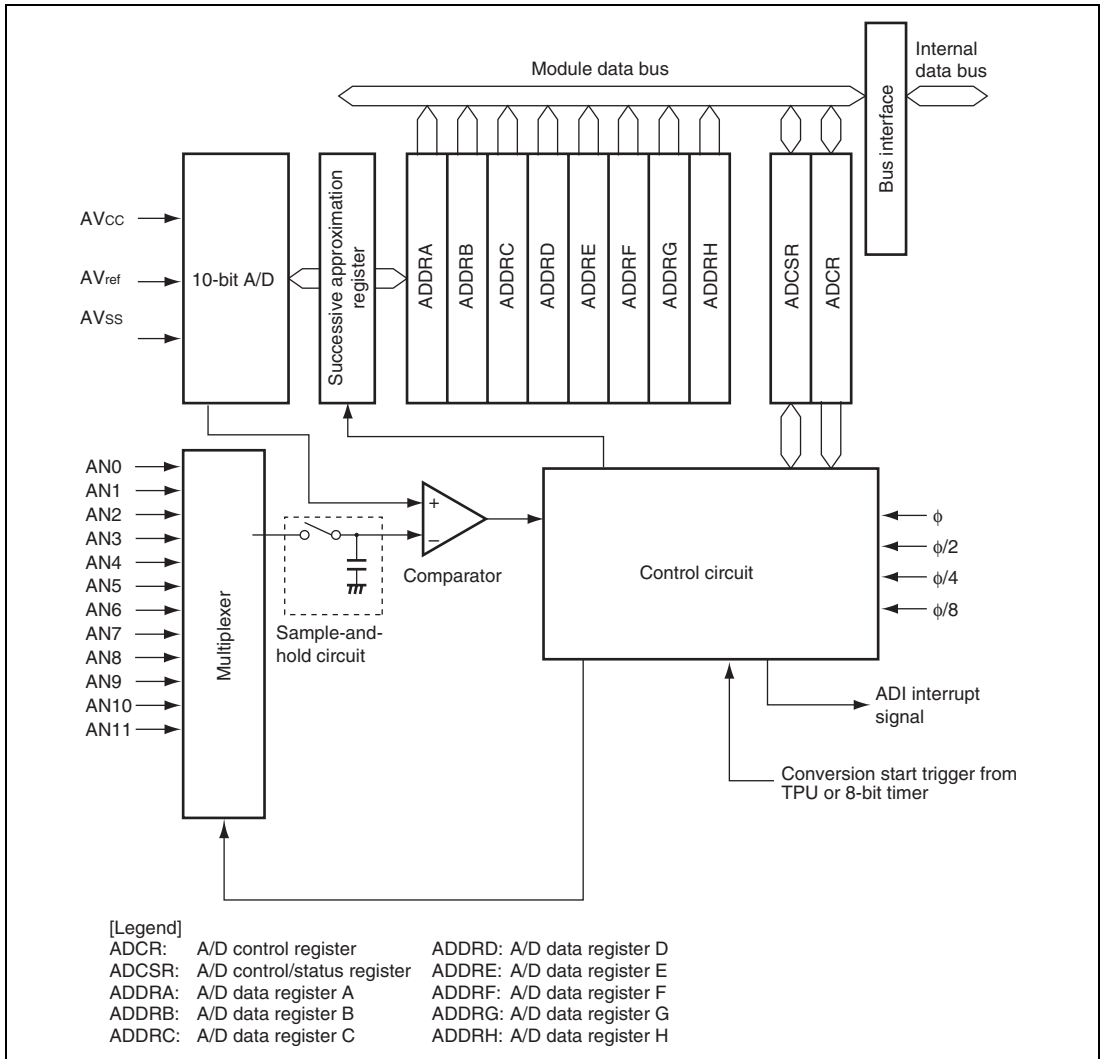 Module data bus
Internal
data bus
Bus interface
AVCC
AVref
AVSS
10-bit A/D
Successive approximation
register
ADDRA
ADDRB
ADDRC
ADDRD
ADDRE
ADDRF
ADDRG
ADDRH
ADCSR
ADCR
AN0
AN1
AN2
AN3
AN4
AN5
AN6
AN7
AN8
AN9
AN10
AN11
Multiplexer
Sample-and-
hold circuit
+
−
Comparator
Control circuit
ϕ
ϕ/2
ϕ/4
ϕ/8
ADI interrupt
signal
Conversion start trigger from
TPU or 8-bit timer
[Legend]
ADCR: A/D control register
ADCSR: A/D control/status register
ADDRA: A/D data register A
ADDRB: A/D data register B
ADDRC: A/D data register C
ADDRD: A/D data register D
ADDRE: A/D data register E
ADDRF: A/D data register F
ADDRG: A/D data register G
ADDRH: A/D data register H